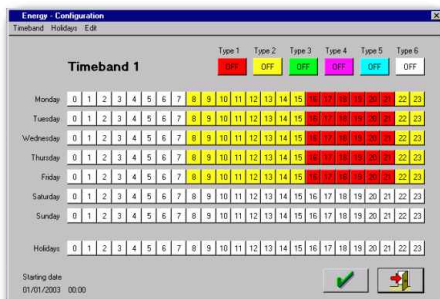 Energy - Configuration
Timeband Holidays Edit
Type 1 Type 2 Type 3 Type 4 Type 5 Type 6
Timeband 1
OFF OFF OFF OFF OFF OFF
Monday 0 1 2 3 4 5 6 7 8 9 10 11 12 13 14 15 16 17 18 19 20 21 22 23
Tuesday 0 1 2 3 4 5 6 7 8 9 10 11 12 13 14 15 16 17 18 19 20 21 22 23
Wednesday 0 1 2 3 4 5 6 7 8 9 10 11 12 13 14 15 16 17 18 19 20 21 22 23
Thursday 0 1 2 3 4 5 6 7 8 9 10 11 12 13 14 15 16 17 18 19 20 21 22 23
Friday 0 1 2 3 4 5 6 7 8 9 10 11 12 13 14 15 16 17 18 19 20 21 22 23
Saturday 0 1 2 3 4 5 6 7 8 9 10 11 12 13 14 15 16 17 18 19 20 21 22 23
Sunday 0 1 2 3 4 5 6 7 8 9 10 11 12 13 14 15 16 17 18 19 20 21 22 23
Holidays 0 1 2 3 4 5 6 7 8 9 10 11 12 13 14 15 16 17 18 19 20 21 22 23
Starting date
01/01/2003 00:00